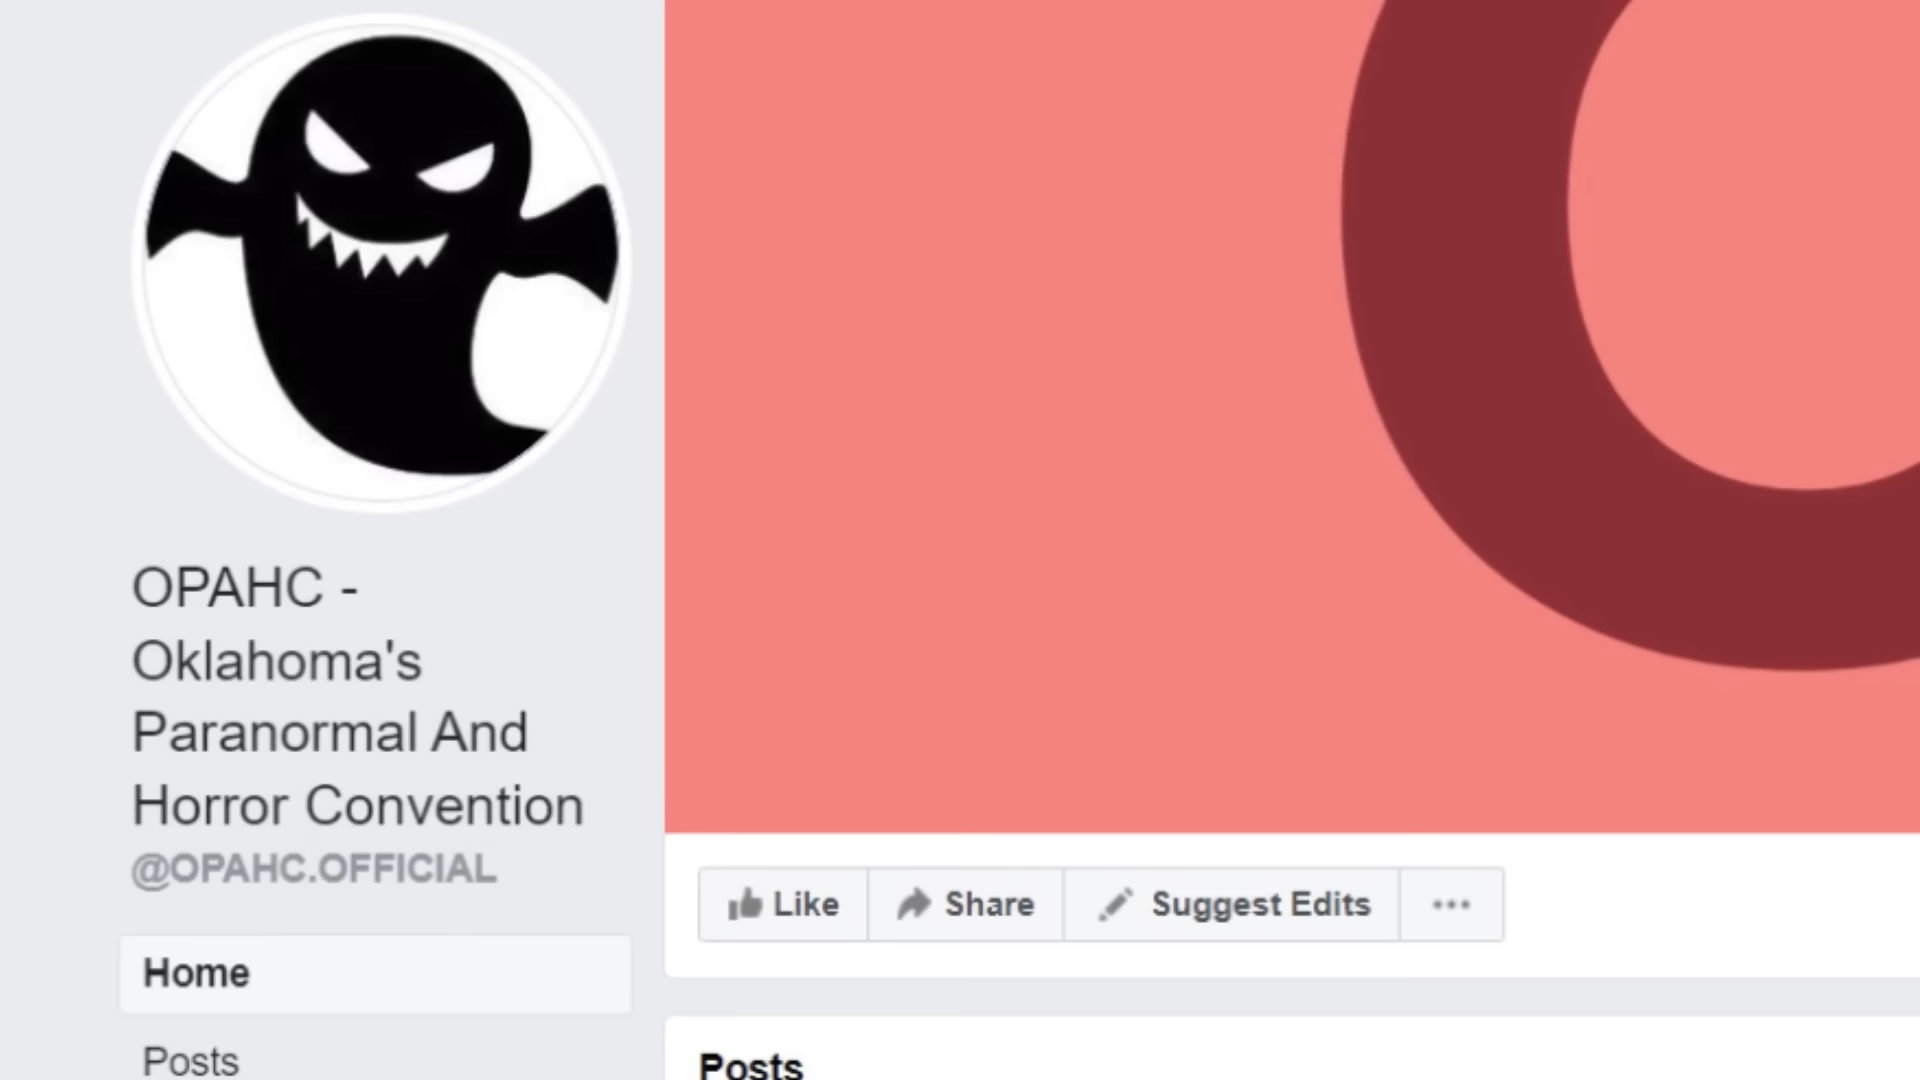 OPAHC -
Oklahoma's
Paranormal And
Horror Convention
@OPAHC.OFFICIAL
Home
Posts
Like Share Suggest Edits
Posts